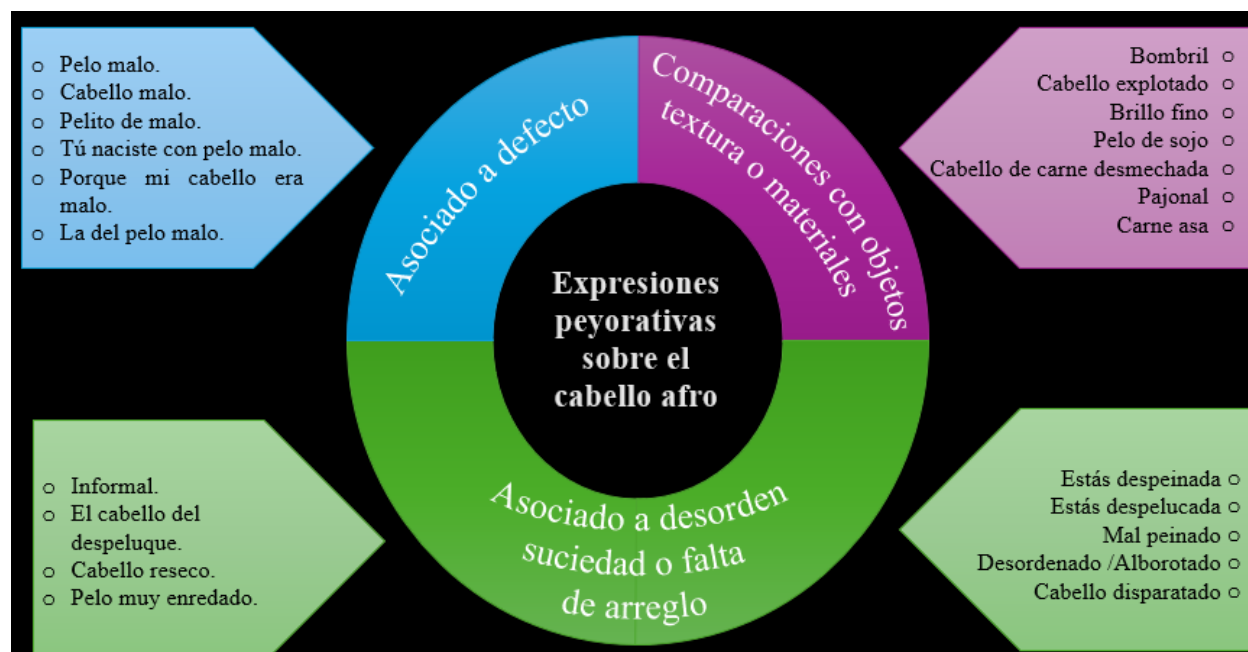 Pelo malo.
Cabello malo.
Pelito de malo.
Tú naciste con pelo malo.
Porque mi cabello era
malo.
La del pelo malo.
Asociado a defecto
Comparaciones con objetos
textura o materiales
Bombril
Cabello explotado
Brillo fino
Pelo de sojo
Cabello de carne desmechada
Pajonal
Carne asa
Expresiones
peyorativas
sobre el
cabello afro
Informal.
El cabello del
despeluque.
Cabello reseco.
Pelo muy enredado.
Asociado a desorden
suciedad o falta
de arreglo
Estás despeinada
Estás despelucada
Mal peinado
Desordenado /Alborotado
Cabello disparatado